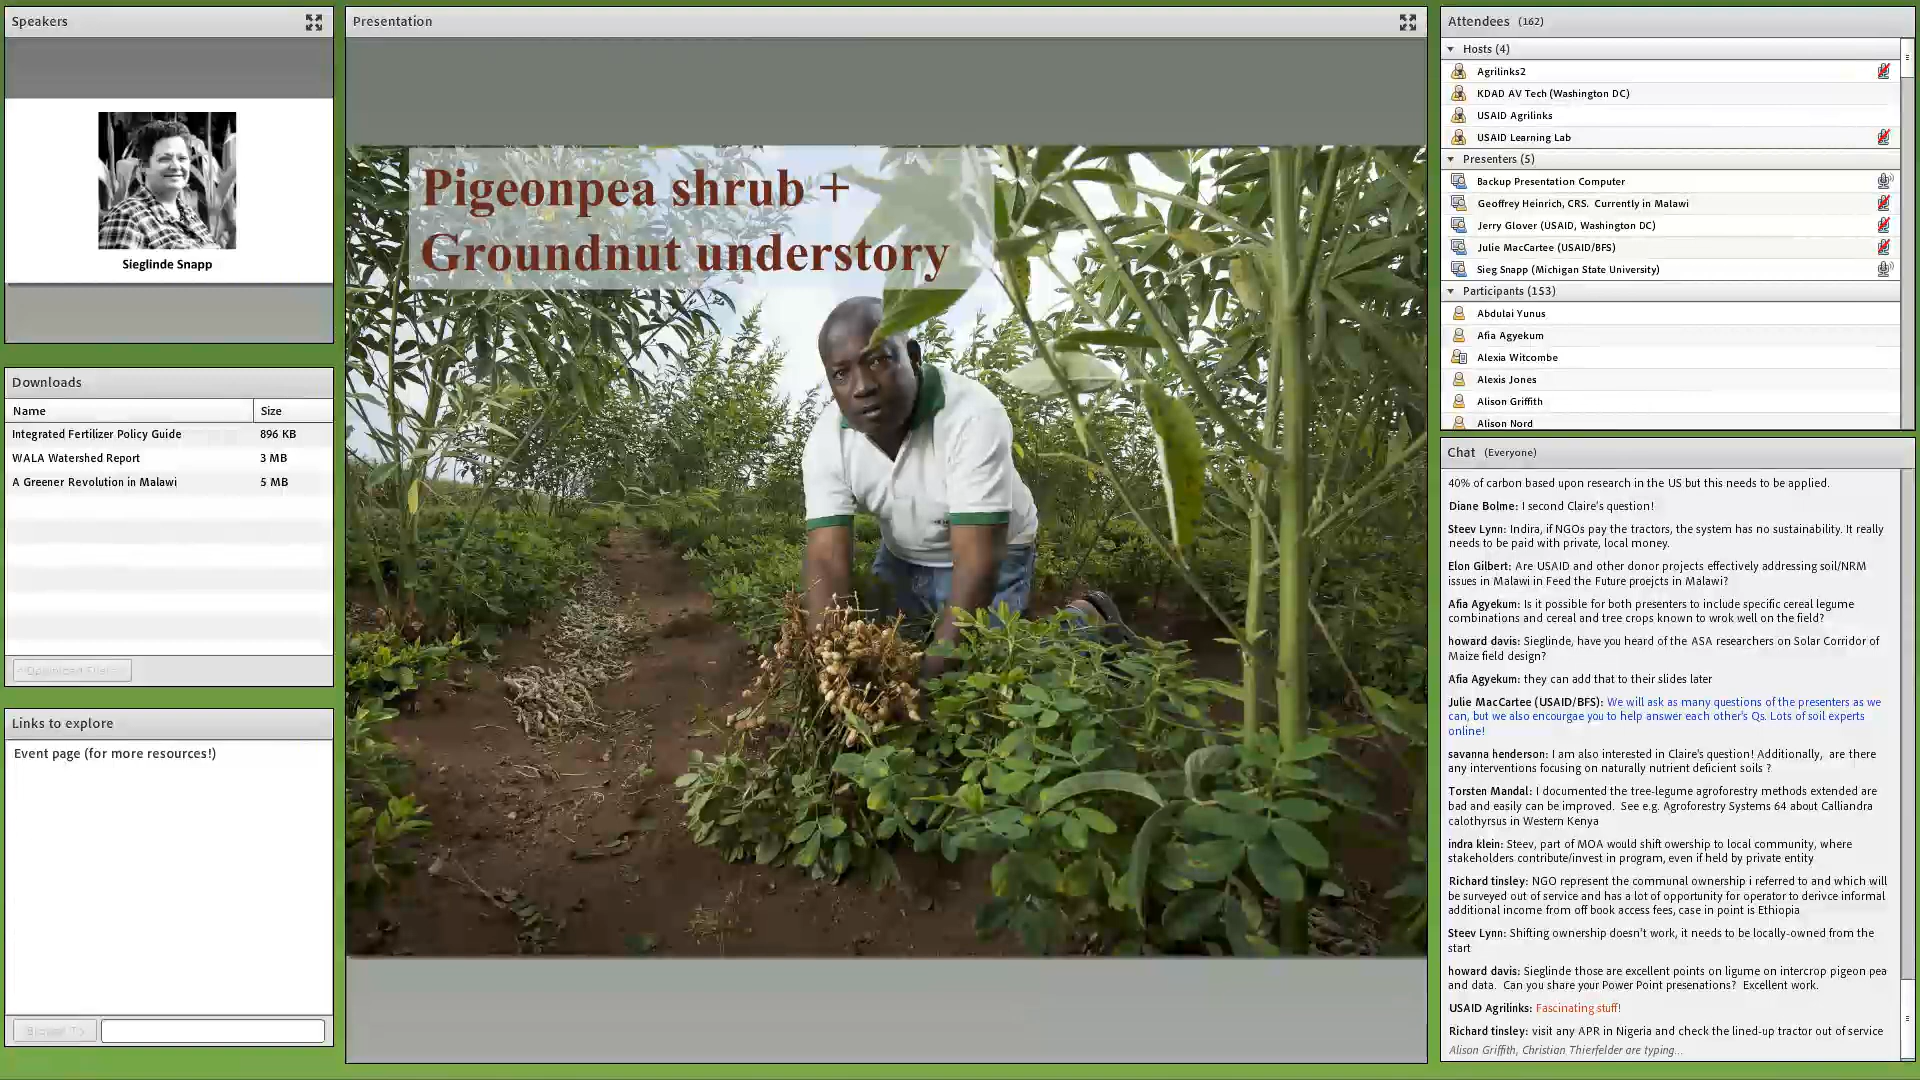 Speakers
Sieglinde Snapp
Downloads
Name Size
Integrated Fertilizer Policy Guide 896 KB
WALA Watershed Report 3 MB
A Greener Revolution in Malawi 5 MB
Links to explore
Event page (for more resources!)
Presentation
Pigeonpea shrub +
Groundnut understory
Attendees (162)
Hosts (4)
Agrilinks2
KDAD AV Tech (Washington DC)
USAID Agrilinks
USAID Learning Lab
Presenters (5)
Backup Presentation Computer
Geoffrey Heinrich, CRS. Currently in Malawi
Jerry Glover (USAID, Washington DC)
Julie MacCartee (USAID/BFS)
Sieg Snapp (Michigan State University)
Participants (153)
Abdulai Yunus
Afia Agyekum
Alexia Witcombe
Alexis Jones
Alison Griffith
Alison Nord
Chat (Everyone)
40% of carbon based upon research in the US but this needs to be applied.
Diane Bolme: I second Claire's question!
Steev Lynn: Indira, if NGOs pay the tractors, the system has no sustainability. It really
needs to be paid with private, local money.
Elon Gilbert: Are USAID and other donor projects effectively addressing soil/NRM
issues in Malawi in Feed the Future proejcts in Malawi?
Afia Agyekum: Is it possible for both presenters to include specific cereal legume
combinations and cereal and tree crops known to wrok well on the field?
howard davis: Sieglinde, have you heard of the ASA researchers on Solar Corridor of
Maize field design?
Afia Agyekum: they can add that to their slides later
Julie MacCartee (USAID/BFS): We will ask as many questions of the presenters as we
can, but we also encourgae you to help answer each other's Qs. Lots of soil experts
online!
savanna henderson: I am also interested in Claire's question! Additionally, are there
any interventions focusing on naturally nutrient deficient soils ?
Torsten Mandal: I documented the tree-legume agroforestry methods extended are
bad and easily can be improved. See e.g. Agroforestry Systems 64 about Calliandra
calothyrsus in Western Kenya
indra klein: Steev, part of MOA would shift owership to local community, where
stakeholders contribute/invest in program, even if held by private entity
Richard tinsley: NGO represent the communal ownership i referred to and which will
be surveyed out of service and has a lot of opportunity for operator to derivce informal
additional income from off book access fees, case in point is Ethiopia
Steev Lynn: Shifting ownership doesn't work, it needs to be locally-owned from the
start
howard davis: Sieglinde those are excellent points on ligume on intercrop pigeon pea
and data. Can you share your Power Point presenations? Excellent work.
USAID Agrilinks: Fascinating stuff!
Richard tinsley: visit any APR in Nigeria and check the lined-up tractor out of service
Alison Griffith, Christian Thierfelder are typing...